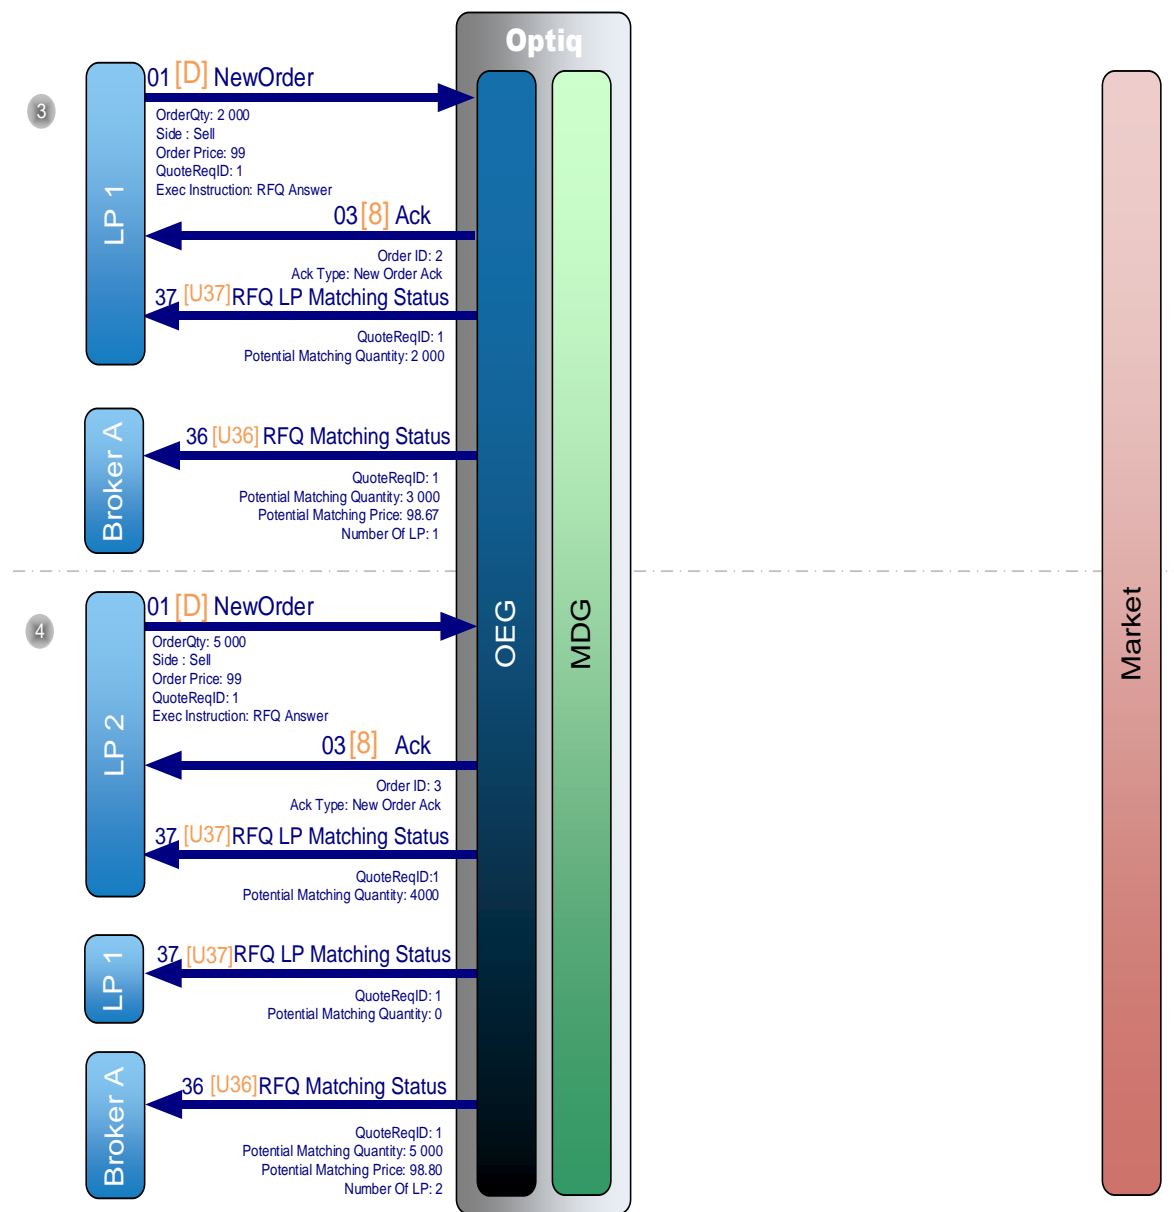 Optiq
3
LP 1
01 [D] NewOrder
OrderQty: 2 000
Side : Sell
Order Price: 99
QuoteReqID: 1
Exec Instruction: RFQ Answer
03 [8] Ack
Order ID: 2
Ack Type: New Order Ack
37 [U37] RFQ LP Matching Status
QuoteReqID: 1
Potential Matching Quantity: 2 000
Broker A
36 [U36] RFQ Matching Status
QuoteReqID: 1
Potential Matching Quantity: 3 000
Potential Matching Price: 98.67
Number Of LP: 1
OEG
MDG
Market
4
LP 2
01 [D] NewOrder
OrderQty: 5 000
Side : Sell
Order Price: 99
QuoteReqID: 1
Exec Instruction: RFQ Answer
03 [8] Ack
Order ID: 3
Ack Type: New Order Ack
37 [U37] RFQ LP Matching Status
QuoteReqID:1
Potential Matching Quantity: 4000
LP 1
37 [U37] RFQ LP Matching Status
QuoteReqID: 1
Potential Matching Quantity: 0
Broker A
36 [U36] RFQ Matching Status
QuoteReqID: 1
Potential Matching Quantity: 5 000
Potential Matching Price: 98.80
Number Of LP: 2